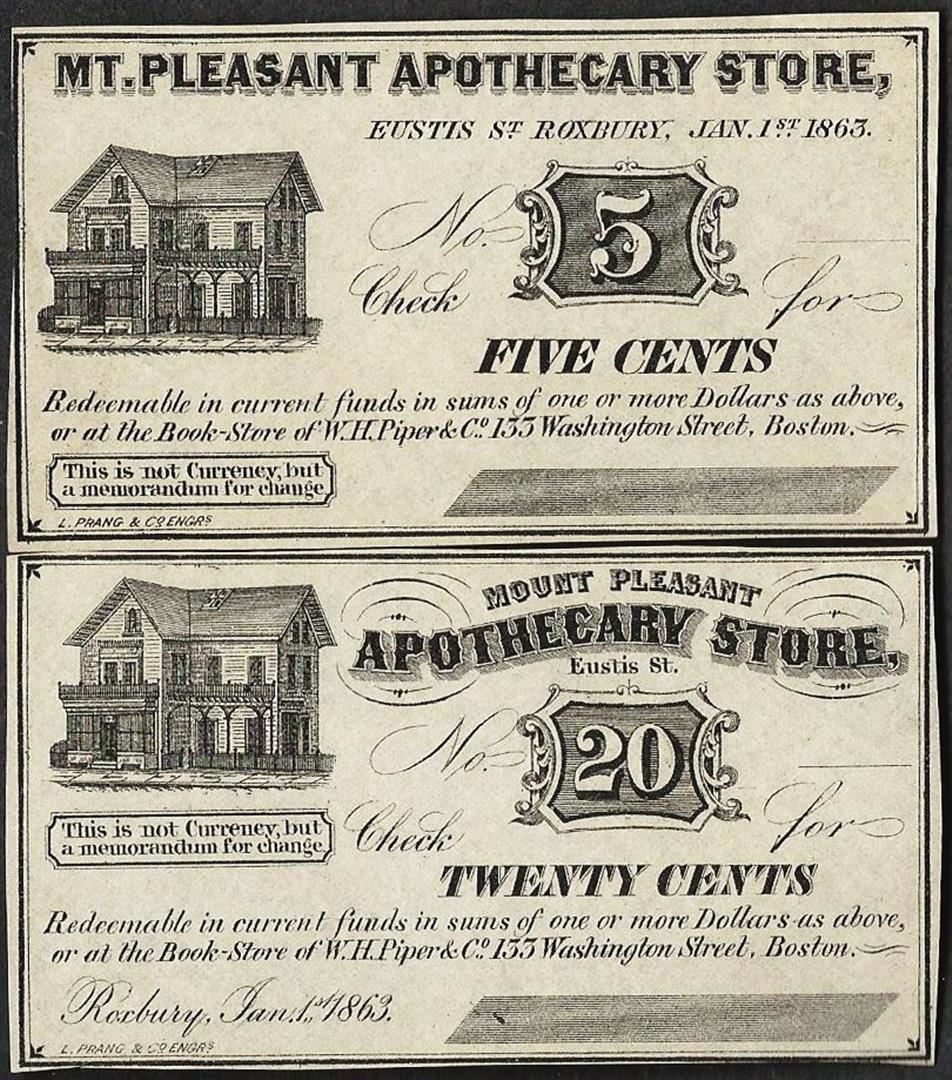 MT. PLEASANT APOTHECARY STORE,
EUSTIS ST ROXBURY, JAN. 1ST 1863.
No. 5
Check for
FIVE CENTS
Redeemable in current funds in sums of one or more Dollars as above,
or at the Book-Store of W. H. Piper & Co. 133 Washington Street, Boston.
This is not Currency, but
a memorandum for change
L. PRANG & CO ENGRS
MOUNT PLEASANT
APOTHECARY STORE,
Eustis St.
No. 20
This is not Currency, but
a memorandum for change.
Check for
TWENTY CENTS
Redeemable in current funds in sums of one or more Dollars as above,
or at the Book-Store of W. H. Piper & Co. 133 Washington Street, Boston.
Roxbury, Jan. 1st 1863.
L. PRANG & CO ENGRS